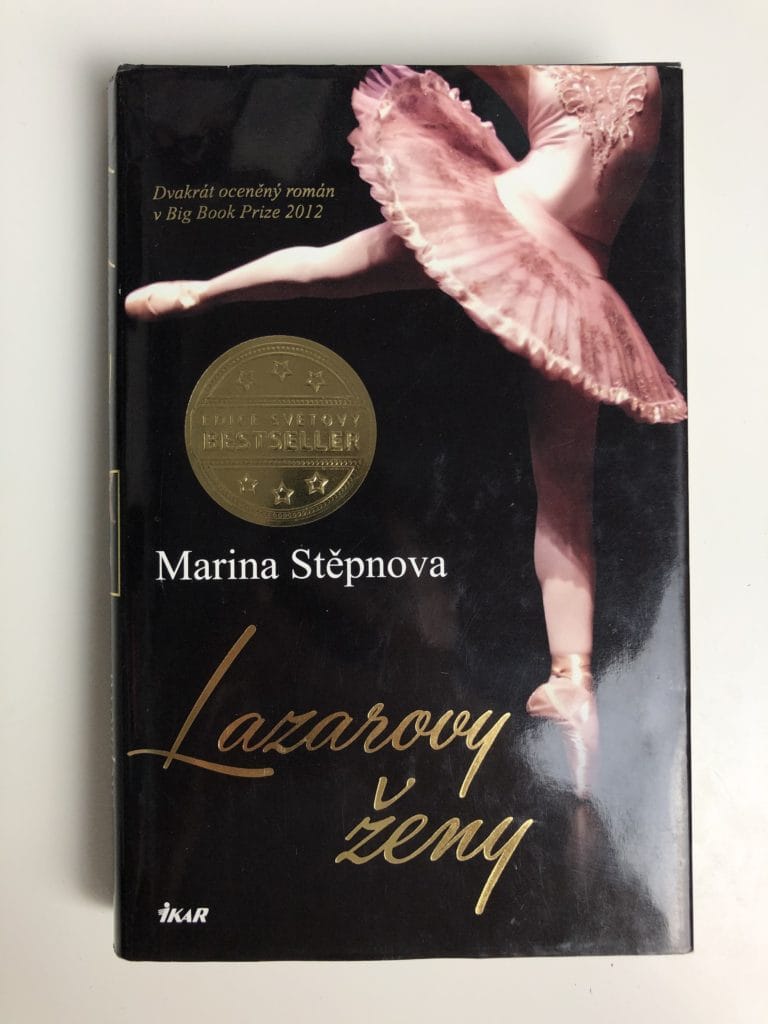 Dvakrát oceněný román
v Big Book Prize 2012
EDICE SVĚTOVÝ
BESTSELLER
Marina Stěpnova
Lazarovy
ženy
IKAR